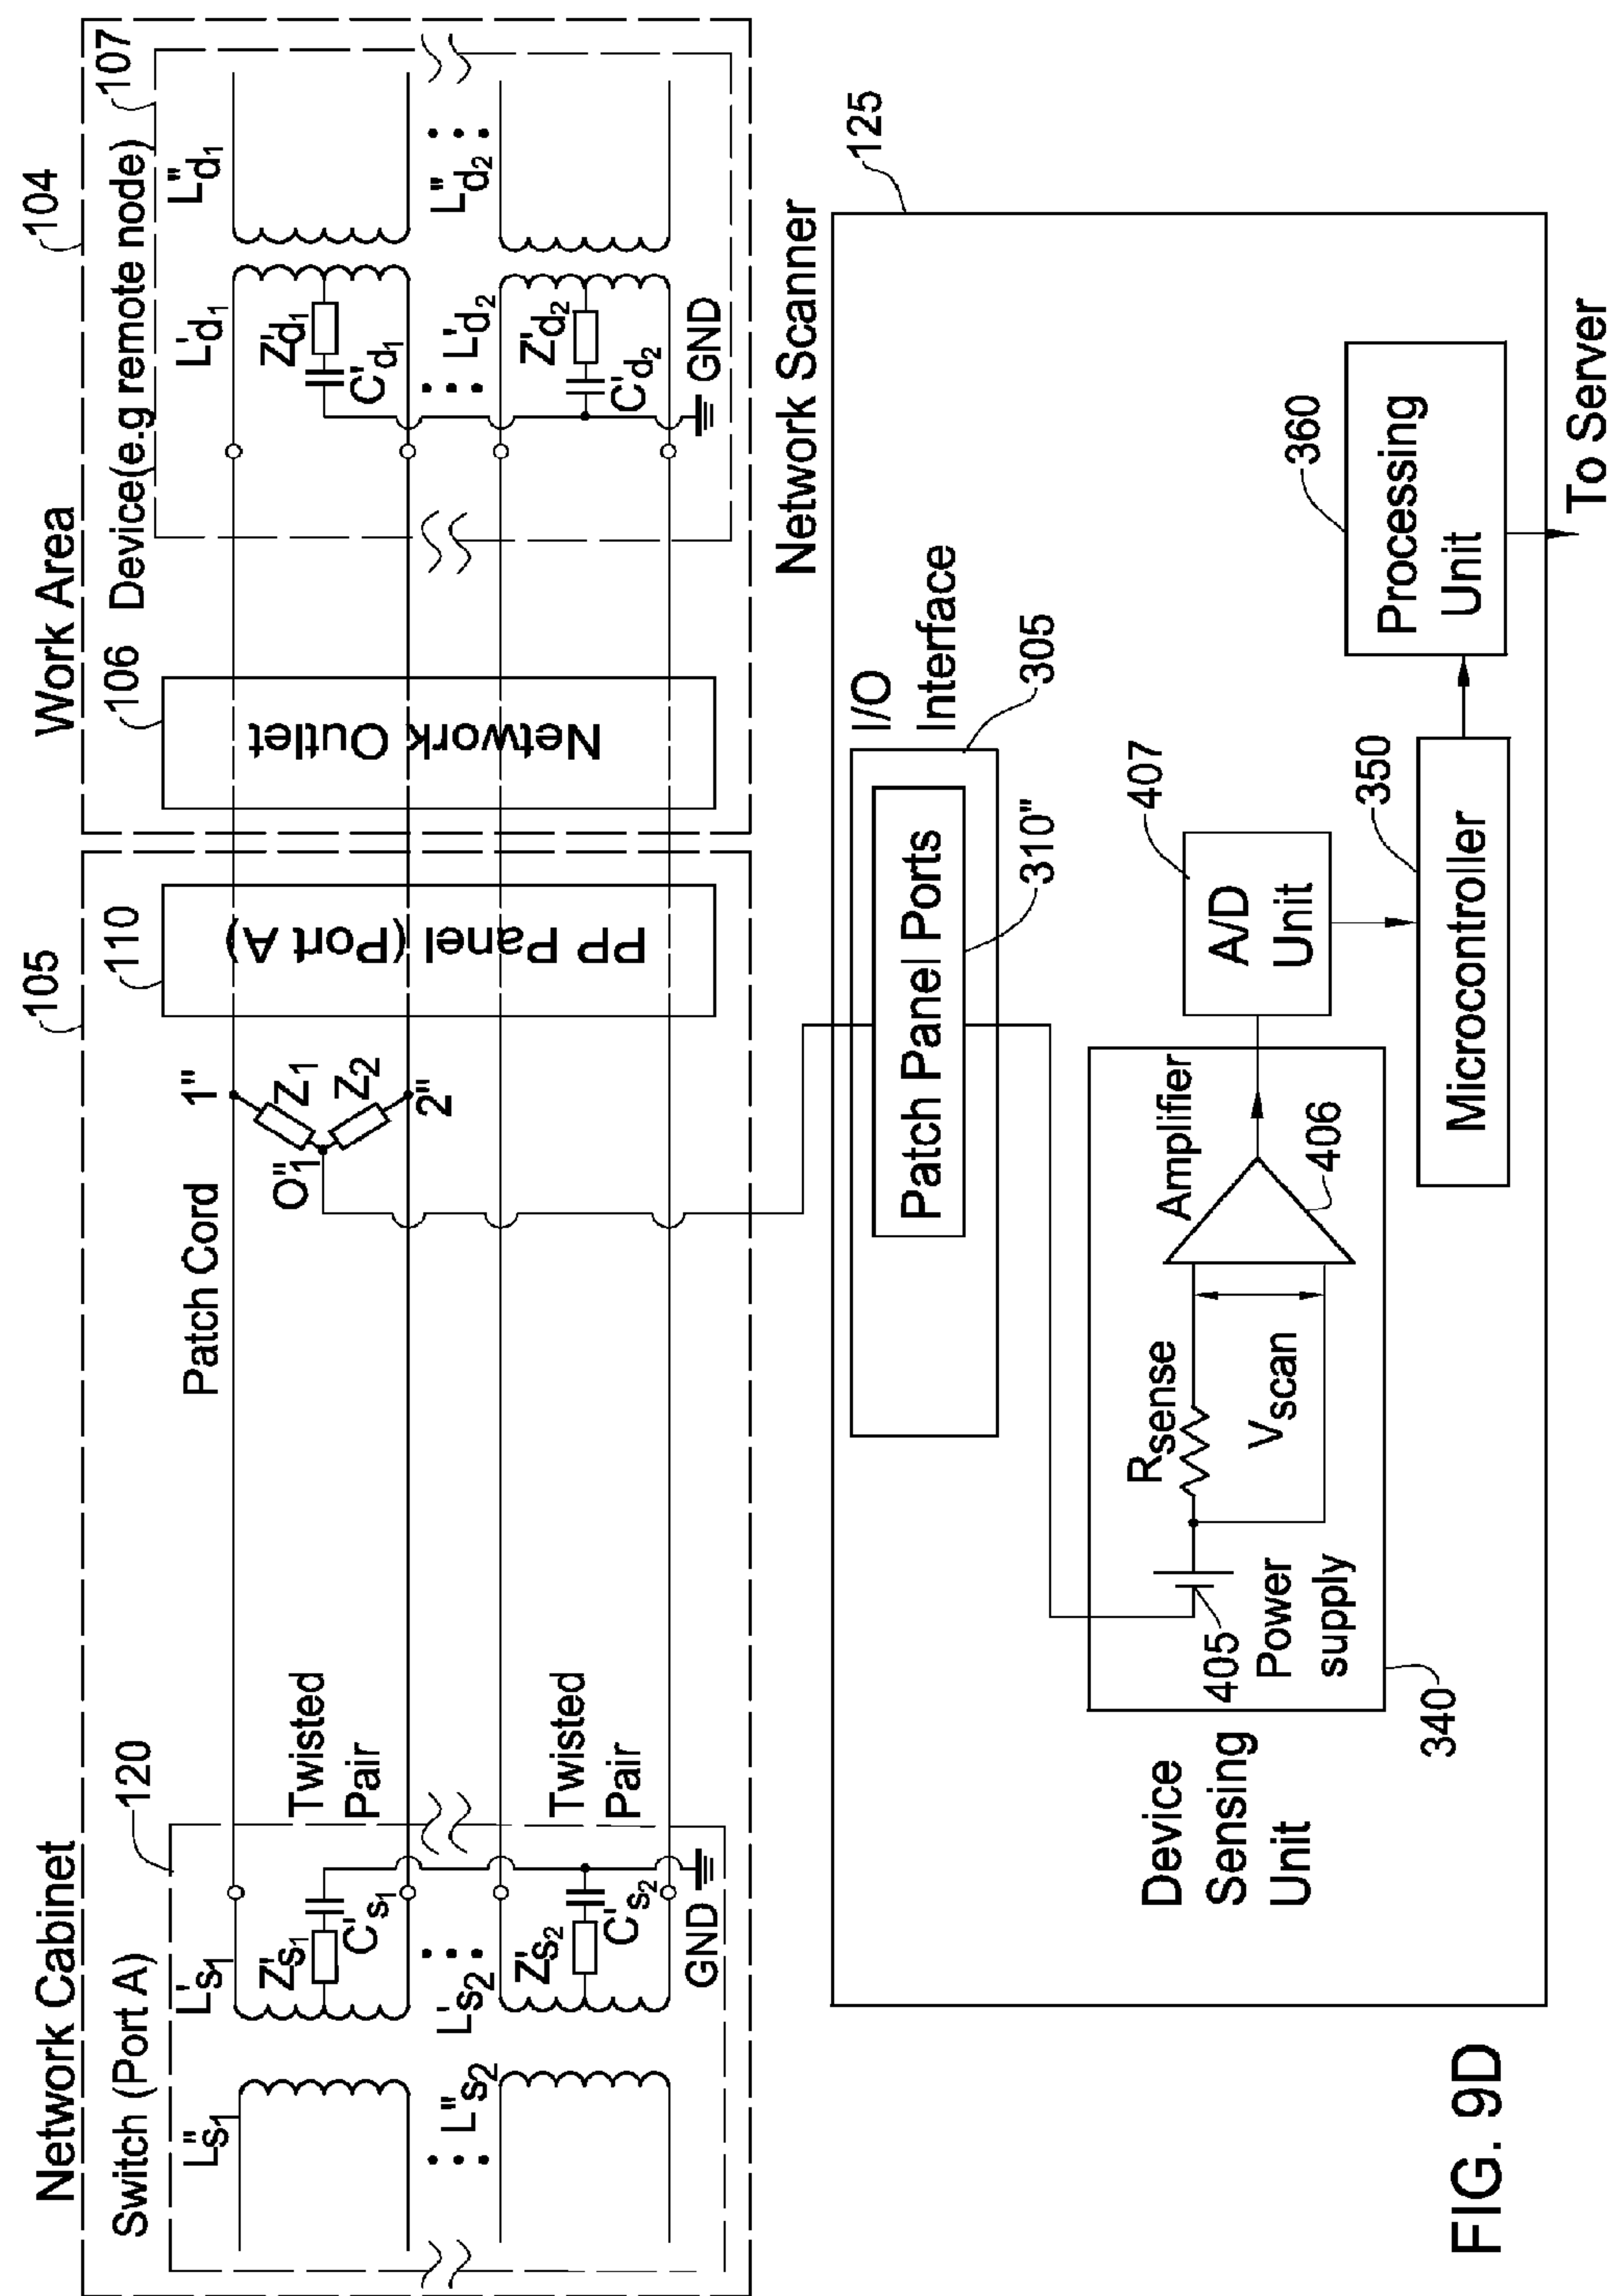 Network Cabinet
Switch (Port A)
120
105
110
Work Area
104
106
Device(e.g remote node)
107
L"s1
L's1
Z's1
C's1
L"s2
L's2
Z's2
C's2
GND
Twisted
Pair
Twisted
Pair
Patch Cord
1"
Z1
Z2
O"1
2"
PP Panel (Port A)
Network Outlet
L'd1
L"d1
Z'd1
C'd1
L'd2
L"d2
Z'd2
C'd2
GND
Network Scanner
125
I/O
Interface
305
Patch Panel Ports
310"
Device
Sensing
Unit
340
405
Power
supply
Rsense
Vscan
Amplifier
406
A/D
Unit
407
Microcontroller
350
Processing
Unit
360
To Server
FIG. 9D